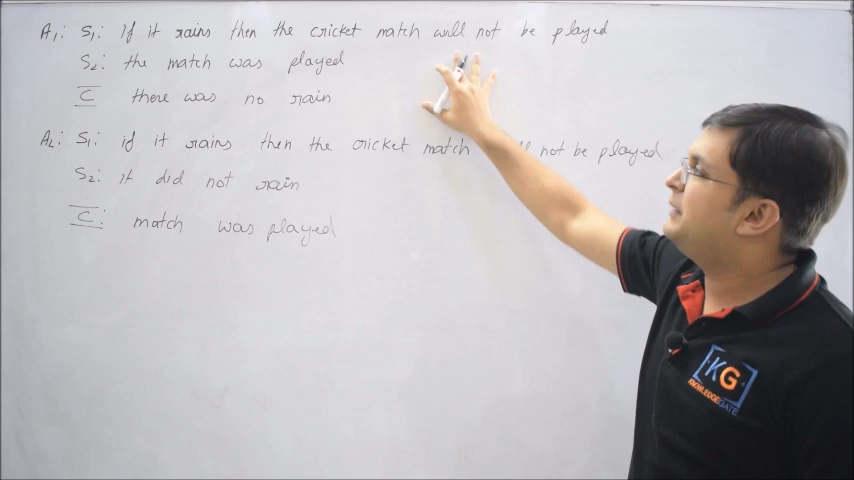 A1: S1: if it rains then the cricket match will not be played
S2: the match was played
C there was no rain
A2: S1: if it rains then the cricket match will not be played
S2: it did not rain
C: match was played
KG
KNOWLEDGEGATE